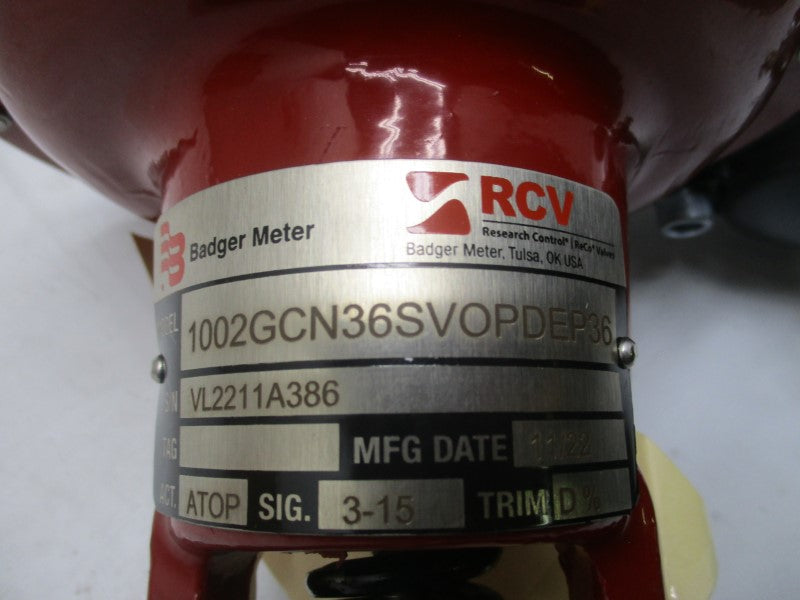 Badger Meter
RCV
Research Control® | ReCo® Valves
Badger Meter, Tulsa, OK USA
MODEL 1002GCN36SVOPDEP36
S/N VL2211A386
TAG MFG DATE 11/22
ACT. ATOP SIG. 3-15 TRIM D %